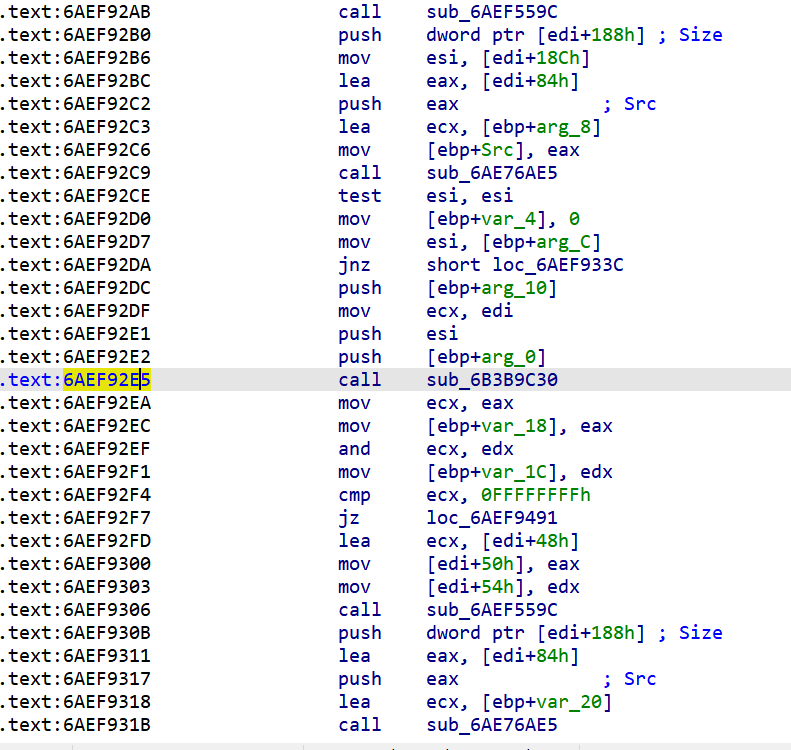 .text:6AEF92AB call sub_6AEF559C
.text:6AEF92B0 push dword ptr [edi+188h] ; Size
.text:6AEF92B6 mov esi, [edi+18Ch]
.text:6AEF92BC lea eax, [edi+84h]
.text:6AEF92C2 push eax ; Src
.text:6AEF92C3 lea ecx, [ebp+arg_8]
.text:6AEF92C6 mov [ebp+Src], eax
.text:6AEF92C9 call sub_6AE76AE5
.text:6AEF92CE test esi, esi
.text:6AEF92D0 mov [ebp+var_4], 0
.text:6AEF92D7 mov esi, [ebp+arg_C]
.text:6AEF92DA jnz short loc_6AEF933C
.text:6AEF92DC push [ebp+arg_10]
.text:6AEF92DF mov ecx, edi
.text:6AEF92E1 push esi
.text:6AEF92E2 push [ebp+arg_0]
.text:6AEF92E5 call sub_6B3B9C30
.text:6AEF92EA mov ecx, eax
.text:6AEF92EC mov [ebp+var_18], eax
.text:6AEF92EF and ecx, edx
.text:6AEF92F1 mov [ebp+var_1C], edx
.text:6AEF92F4 cmp ecx, 0FFFFFFFFh
.text:6AEF92F7 jz loc_6AEF9491
.text:6AEF92FD lea ecx, [edi+48h]
.text:6AEF9300 mov [edi+50h], eax
.text:6AEF9303 mov [edi+54h], edx
.text:6AEF9306 call sub_6AEF559C
.text:6AEF930B push dword ptr [edi+188h] ; Size
.text:6AEF9311 lea eax, [edi+84h]
.text:6AEF9317 push eax ; Src
.text:6AEF9318 lea ecx, [ebp+var_20]
.text:6AEF931B call sub_6AE76AE5